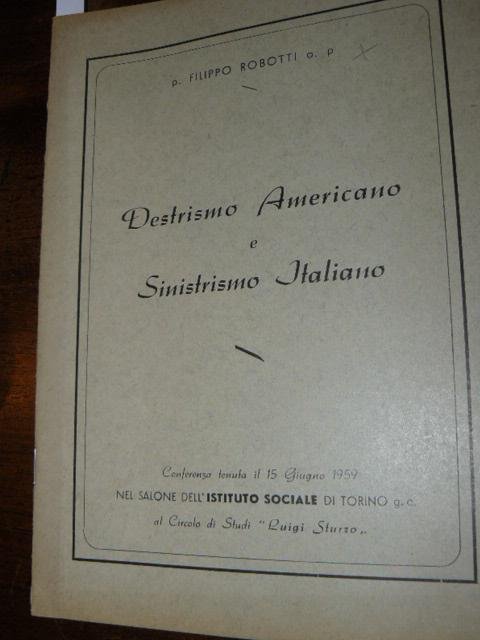 p. FILIPPO ROBOTTI o. p
Destrismo Americano
e
Sinistrismo Italiano
Conferenza tenuta il 15 Giugno 1959
NEL SALONE DELL'ISTITUTO SOCIALE DI TORINO g. c.
al Circolo di Studi "Luigi Sturzo„